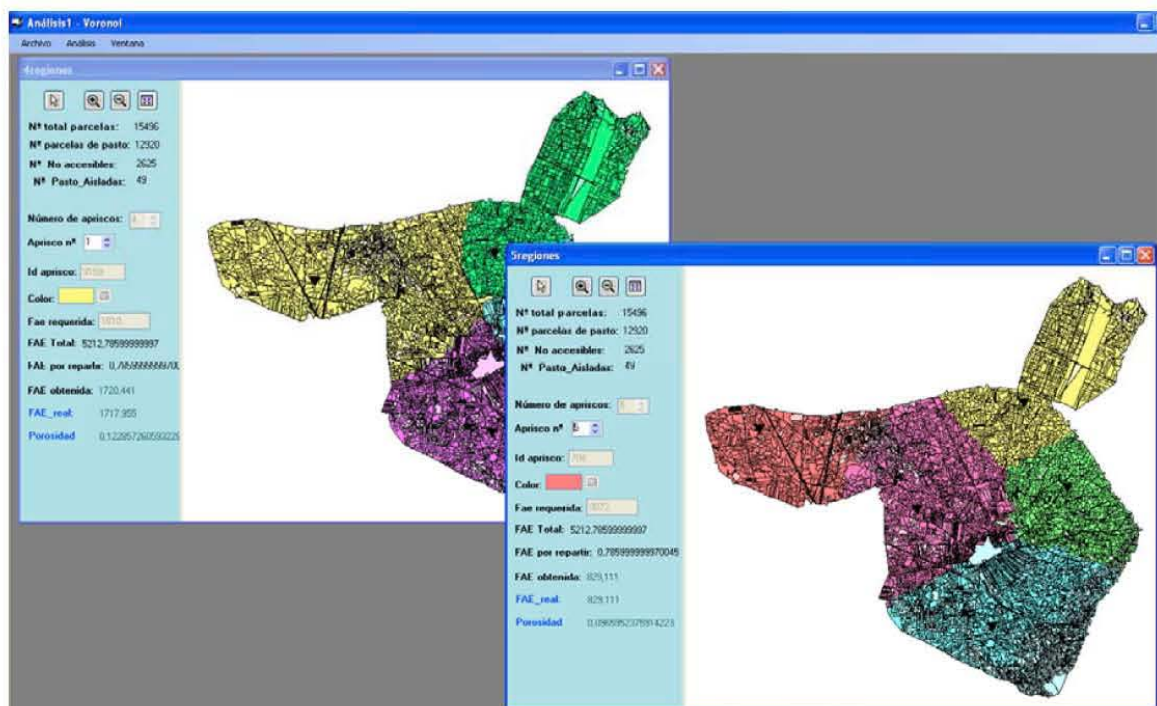 Análisis1 - Voronoi
Archivo Análisis Ventana
4regiones
Nº total parcelas: 15496
Nº parcelas de pasto: 12920
Nº No accesibles: 2625
Nº Pasto_Aisladas: 49
Número de apriscos:
Aprisco nº 1
Id aprisco:
Color:
Fae requerida:
FAE Total: 5212,78599999997
FAE por repartir:
FAE obtenida: 1720,441
FAE_real: 1717,955
Porosidad
5regiones
Nº total parcelas: 15496
Nº parcelas de pasto: 12920
Nº No accesibles: 2625
Nº Pasto_Aisladas: 49
Número de apriscos:
Aprisco nº 5
Id aprisco:
Color:
Fae requerida:
FAE Total: 5212,78599999997
FAE por repartir: 0,785999999970045
FAE obtenida: 829,111
FAE_real: 829,111
Porosidad